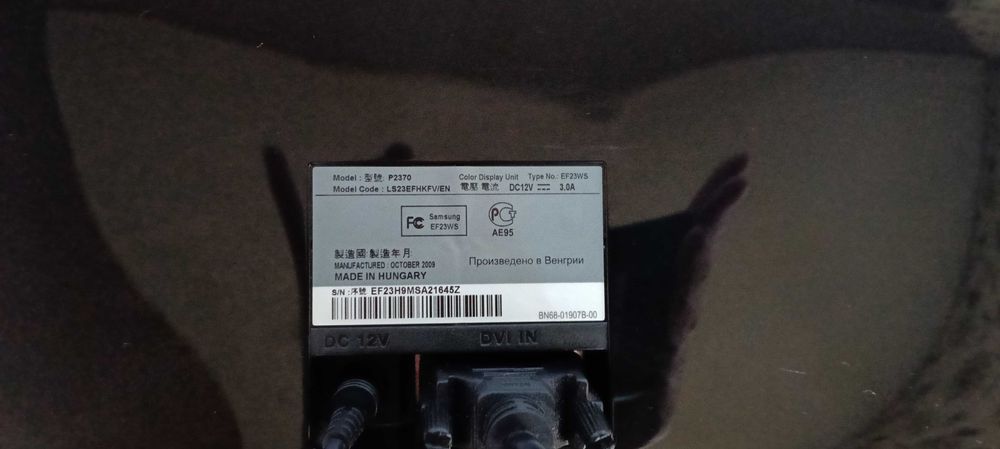 Model : 型號: P2370 Color Display Unit Type No.: EF23WS
Model Code : LS23EFHKFV/EN 電壓 電流 DC12V 3.0A
FC Samsung
EF23WS
PCT
AE95
製造國 製造年月
MANUFACTURED : OCTOBER 2009
MADE IN HUNGARY
Произведено в Венгрии
S/N : 序號 EF23H9MSA21645Z
BN68-01907B-00
DC 12V DVI IN